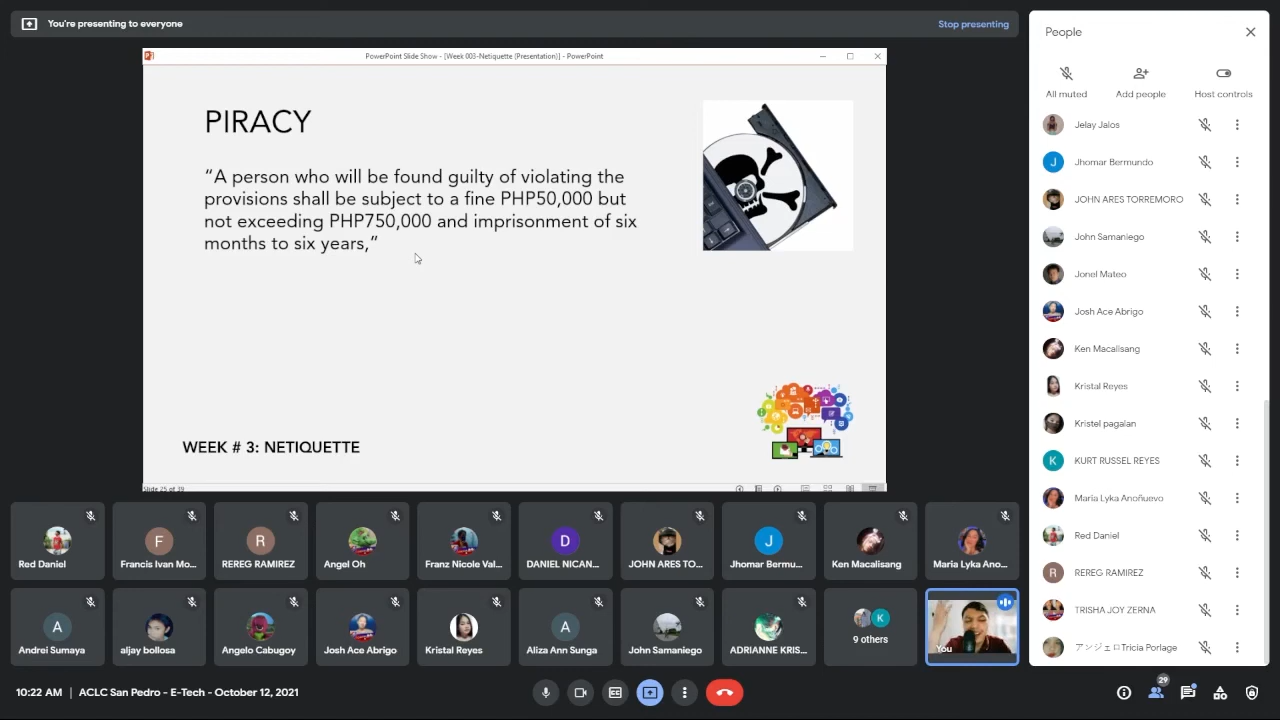 You're presenting to everyone
Stop presenting
PowerPoint Slide Show - [Week 003-Netiquette (Presentation)] - PowerPoint
PIRACY
“A person who will be found guilty of violating the
provisions shall be subject to a fine PHP50,000 but
not exceeding PHP750,000 and imprisonment of six
months to six years,”
WEEK # 3: NETIQUETTE
Slide 25 of 39
Red Daniel
F
Francis Ivan Mo...
R
REREG RAMIREZ
Angel Oh
Franz Nicole Val...
D
DANIEL NICAN...
JOHN ARES TO...
J
Jhomar Bermu...
Ken Macalisang
Maria Lyka Ano...
A
Andrei Sumaya
aljay bollosa
Angelo Cabugoy
Josh Ace Abrigo
Kristal Reyes
A
Aliza Ann Sunga
John Samaniego
ADRIANNE KRIS...
K
9 others
You
10:22 AM | ACLC San Pedro - E-Tech - October 12, 2021
People
All muted
Add people
Host controls
Jelay Jalos
J
Jhomar Bermundo
JOHN ARES TORREMORO
John Samaniego
Jonel Mateo
Josh Ace Abrigo
Ken Macalisang
Kristal Reyes
Kristel pagalan
K
KURT RUSSEL REYES
Maria Lyka Anoñuevo
Red Daniel
R
REREG RAMIREZ
TRISHA JOY ZERNA
アンジェロTricia Porlage
29